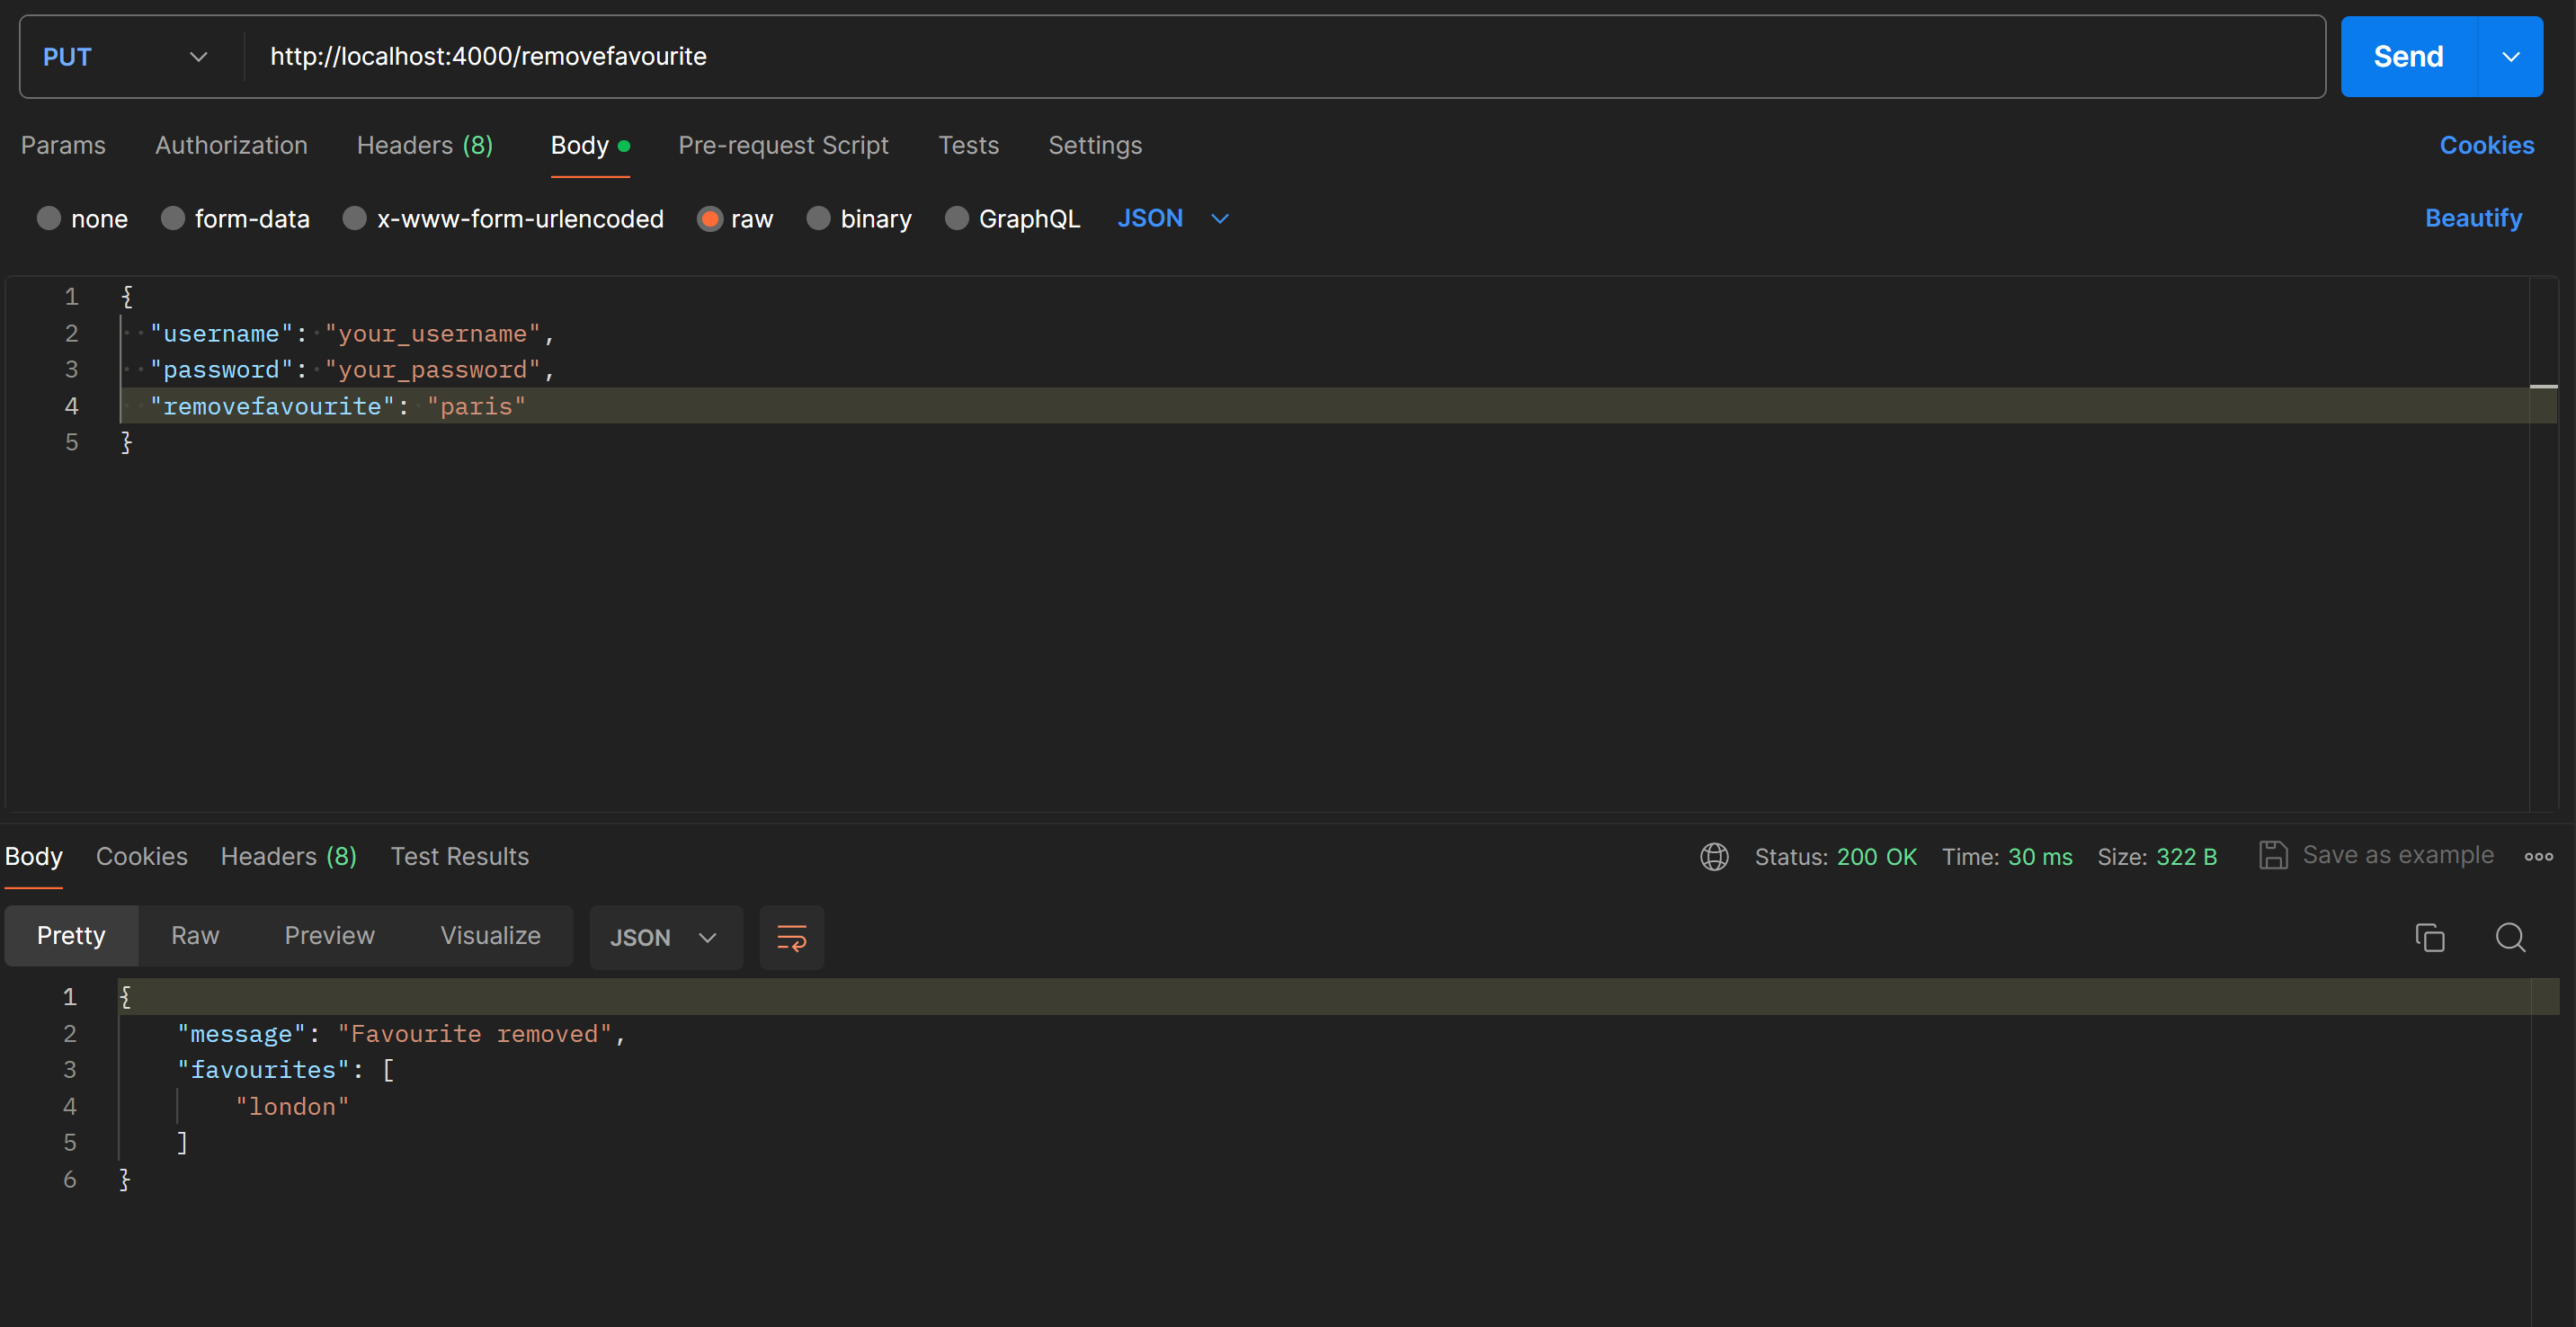 PUT http://localhost:4000/removefavourite Send
Params Authorization Headers (8) Body Pre-request Script Tests Settings Cookies
none form-data x-www-form-urlencoded raw binary GraphQL JSON Beautify
1 {
2 "username": "your_username",
3 "password": "your_password",
4 "removefavourite": "paris"
5 }
Body Cookies Headers (8) Test Results Status: 200 OK Time: 30 ms Size: 322 B Save as example
Pretty Raw Preview Visualize JSON
1 {
2 "message": "Favourite removed",
3 "favourites": [
4 "london"
5 ]
6 }